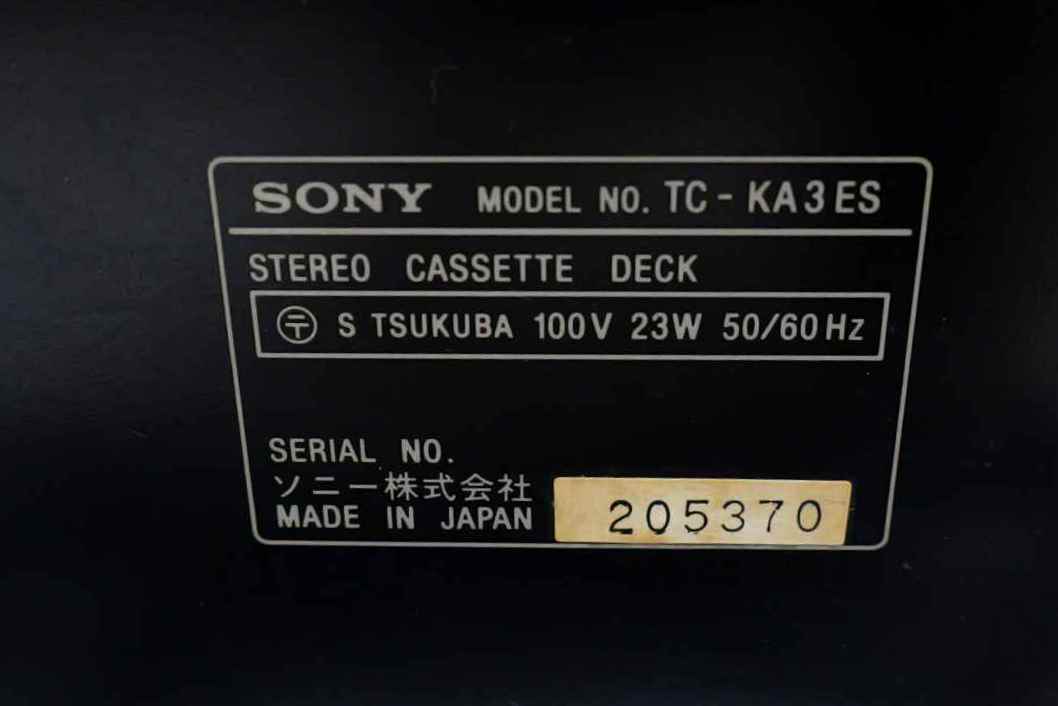 SONY MODEL NO. TC-KA3ES
STEREO CASSETTE DECK
〶 S TSUKUBA 100V 23W 50/60Hz
SERIAL NO.
ソニー株式会社
MADE IN JAPAN 205370